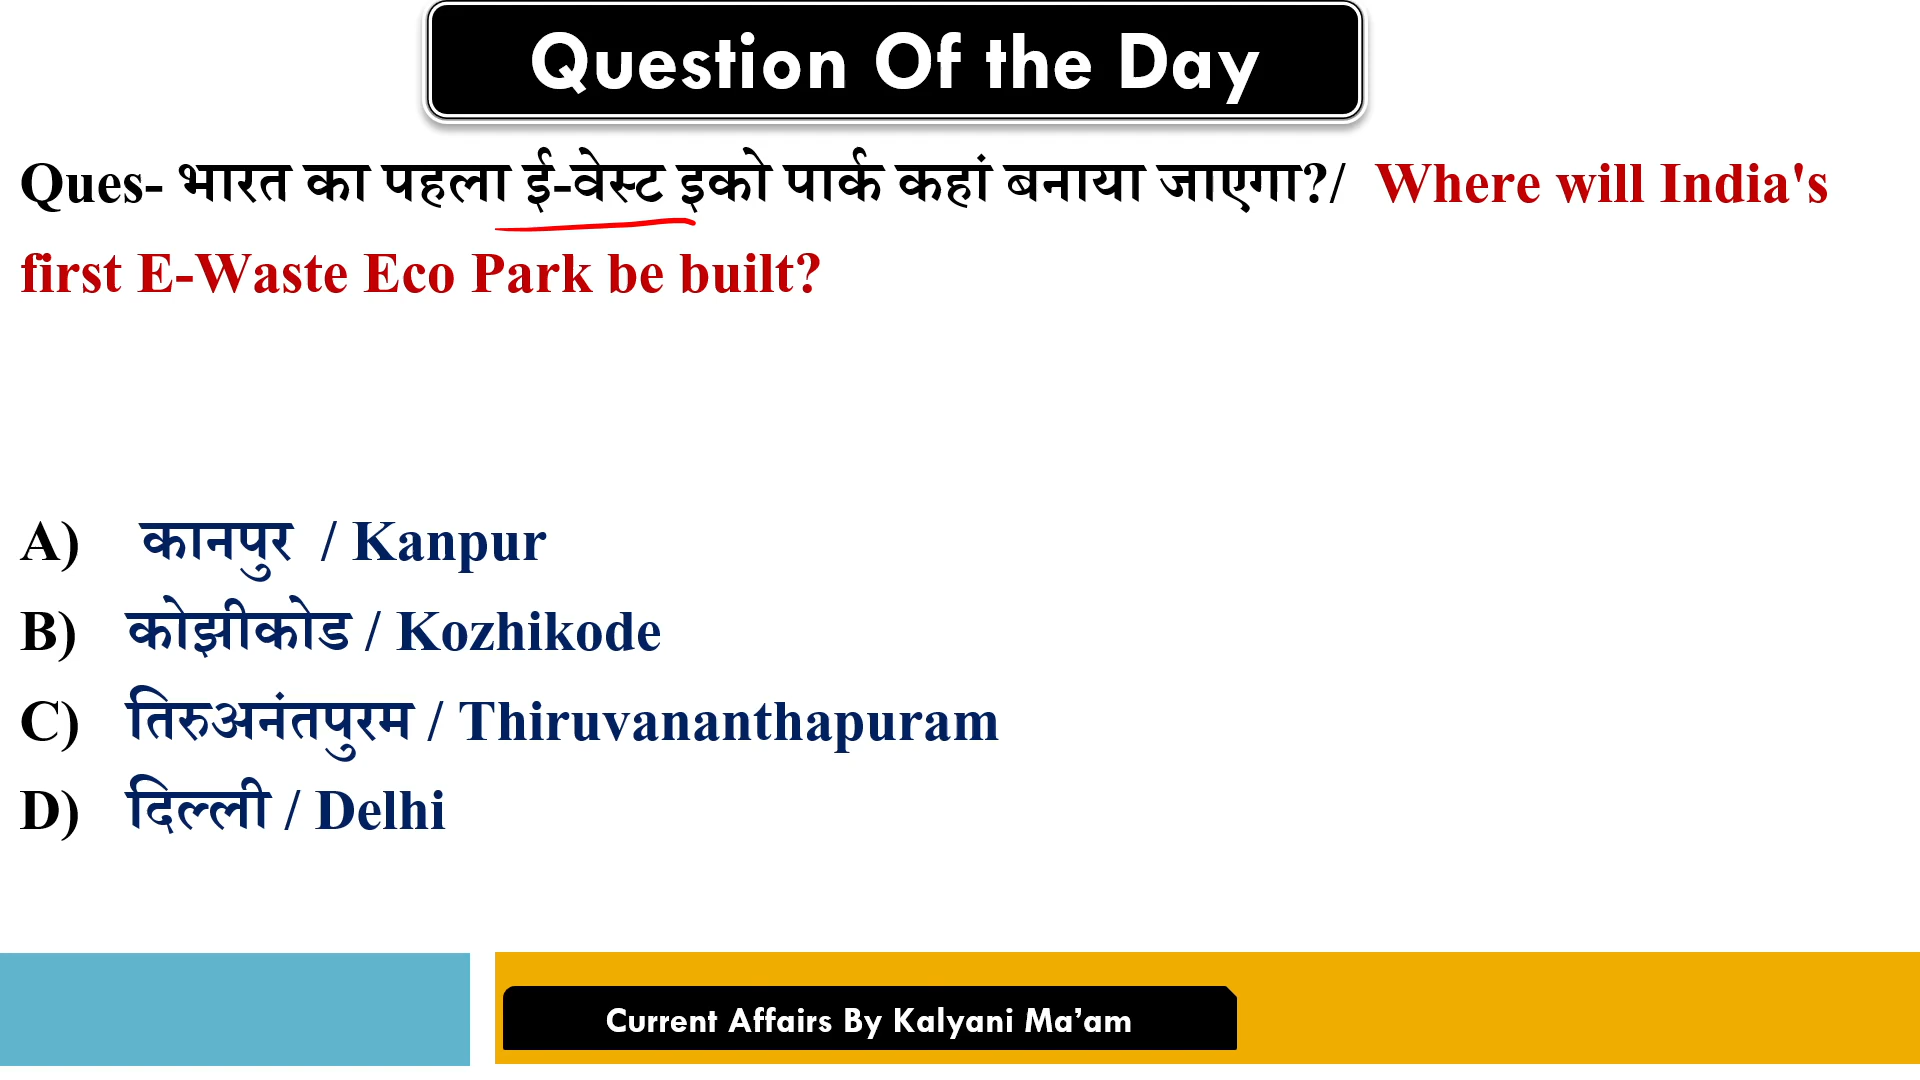 Question Of the Day
Ques- भारत का पहला ई-वेस्ट इको पार्क कहां बनाया जाएगा?/ Where will India's
first E-Waste Eco Park be built?
A) कानपुर / Kanpur
B) कोझीकोड / Kozhikode
C) तिरुअनंतपुरम / Thiruvananthapuram
D) दिल्ली / Delhi
Current Affairs By Kalyani Ma’am